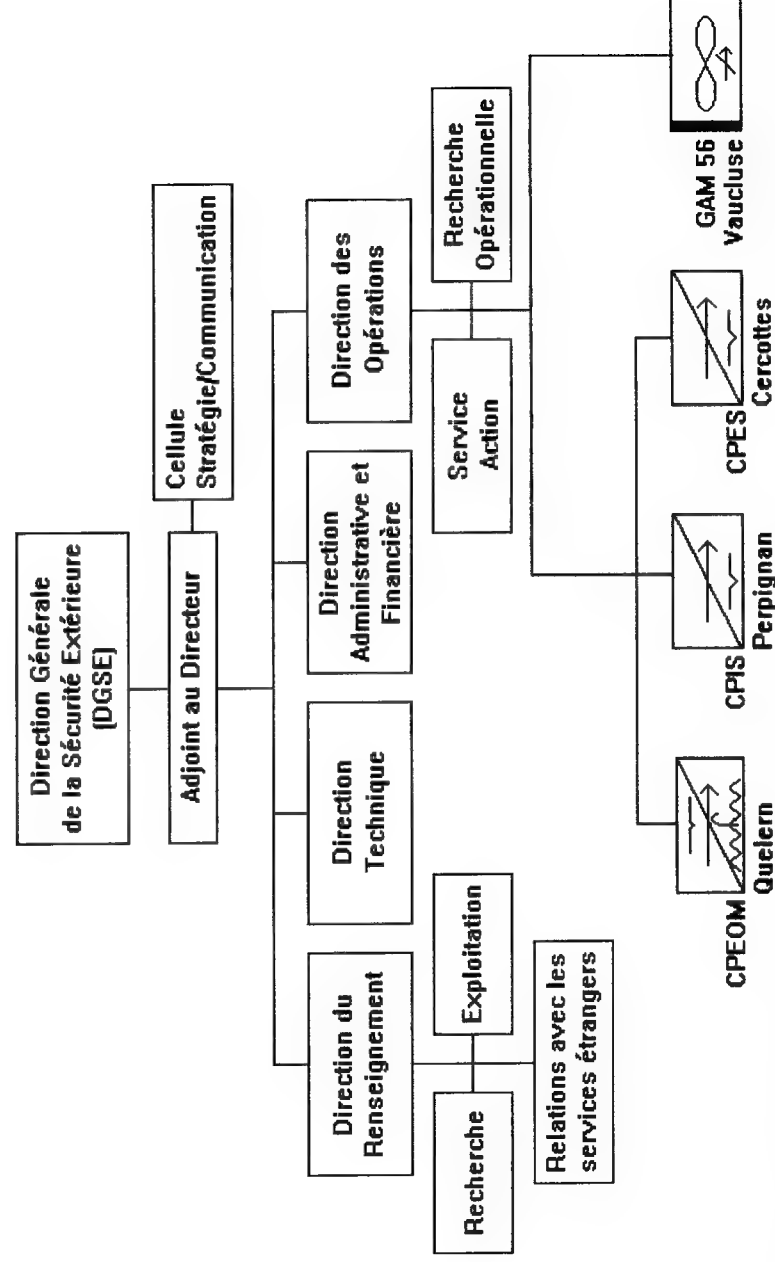 Direction Générale
de la Sécurité Extérieure
(DGSE)
Adjoint au Directeur
Cellule
Stratégie/Communication
Direction du
Renseignement
Direction
Technique
Direction
Administrative et
Financière
Direction des
Opérations
Recherche
Exploitation
Relations avec les
services étrangers
Service
Action
Recherche
Opérationnelle
CPEOM
Quelern
CPIS
Perpignan
CPES
Cercottes
GAM 56
Vaucluse